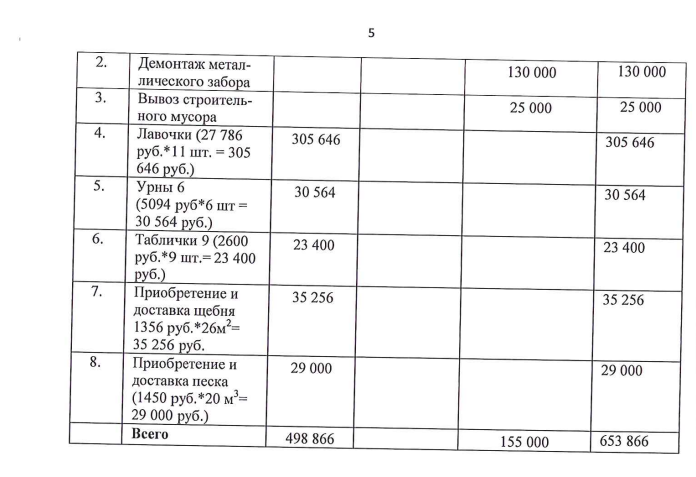 5
2. Демонтаж метал- 130 000 130 000
лического забора
3. Вывоз строитель- 25 000 25 000
ного мусора
4. Лавочки (27 786 305 646 305 646
руб.*11 шт. = 305
646 руб.)
5. Урны 6 30 564 30 564
(5094 руб*6 шт =
30 564 руб.)
6. Таблички 9 (2600 23 400 23 400
руб.*9 шт.= 23 400
руб.)
7. Приобретение и 35 256 35 256
доставка щебня
1356 руб.*26м²=
35 256 руб.
8. Приобретение и 29 000 29 000
доставка песка
(1450 руб.*20 м³=
29 000 руб.)
Всего 498 866 155 000 653 866